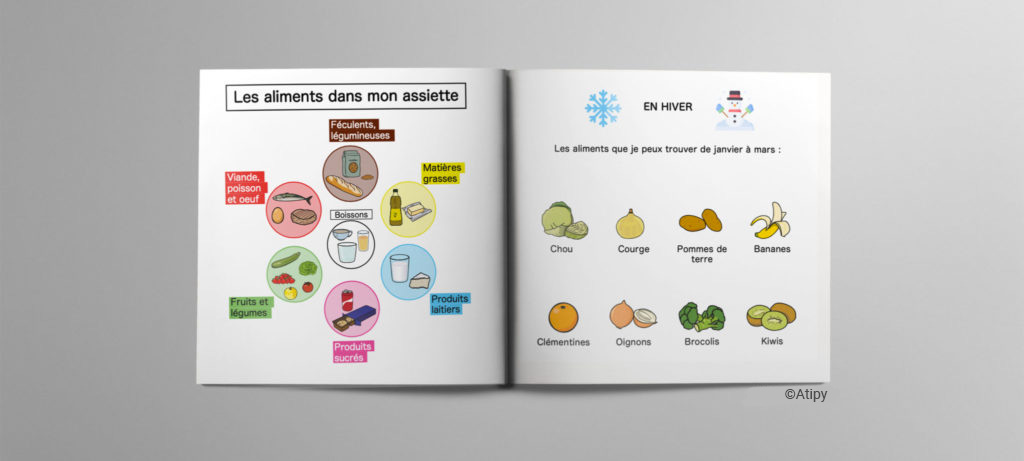 Les aliments dans mon assiette
Féculents,
légumineuses
Matières
grasses
Viande,
poisson
et oeuf
Boissons
Fruits et
légumes
Produits
laitiers
Produits
sucrés
EN HIVER
Les aliments que je peux trouver de janvier à mars :
Chou
Courge
Pommes de
terre
Bananes
Clémentines
Oignons
Brocolis
Kiwis
©Atipy